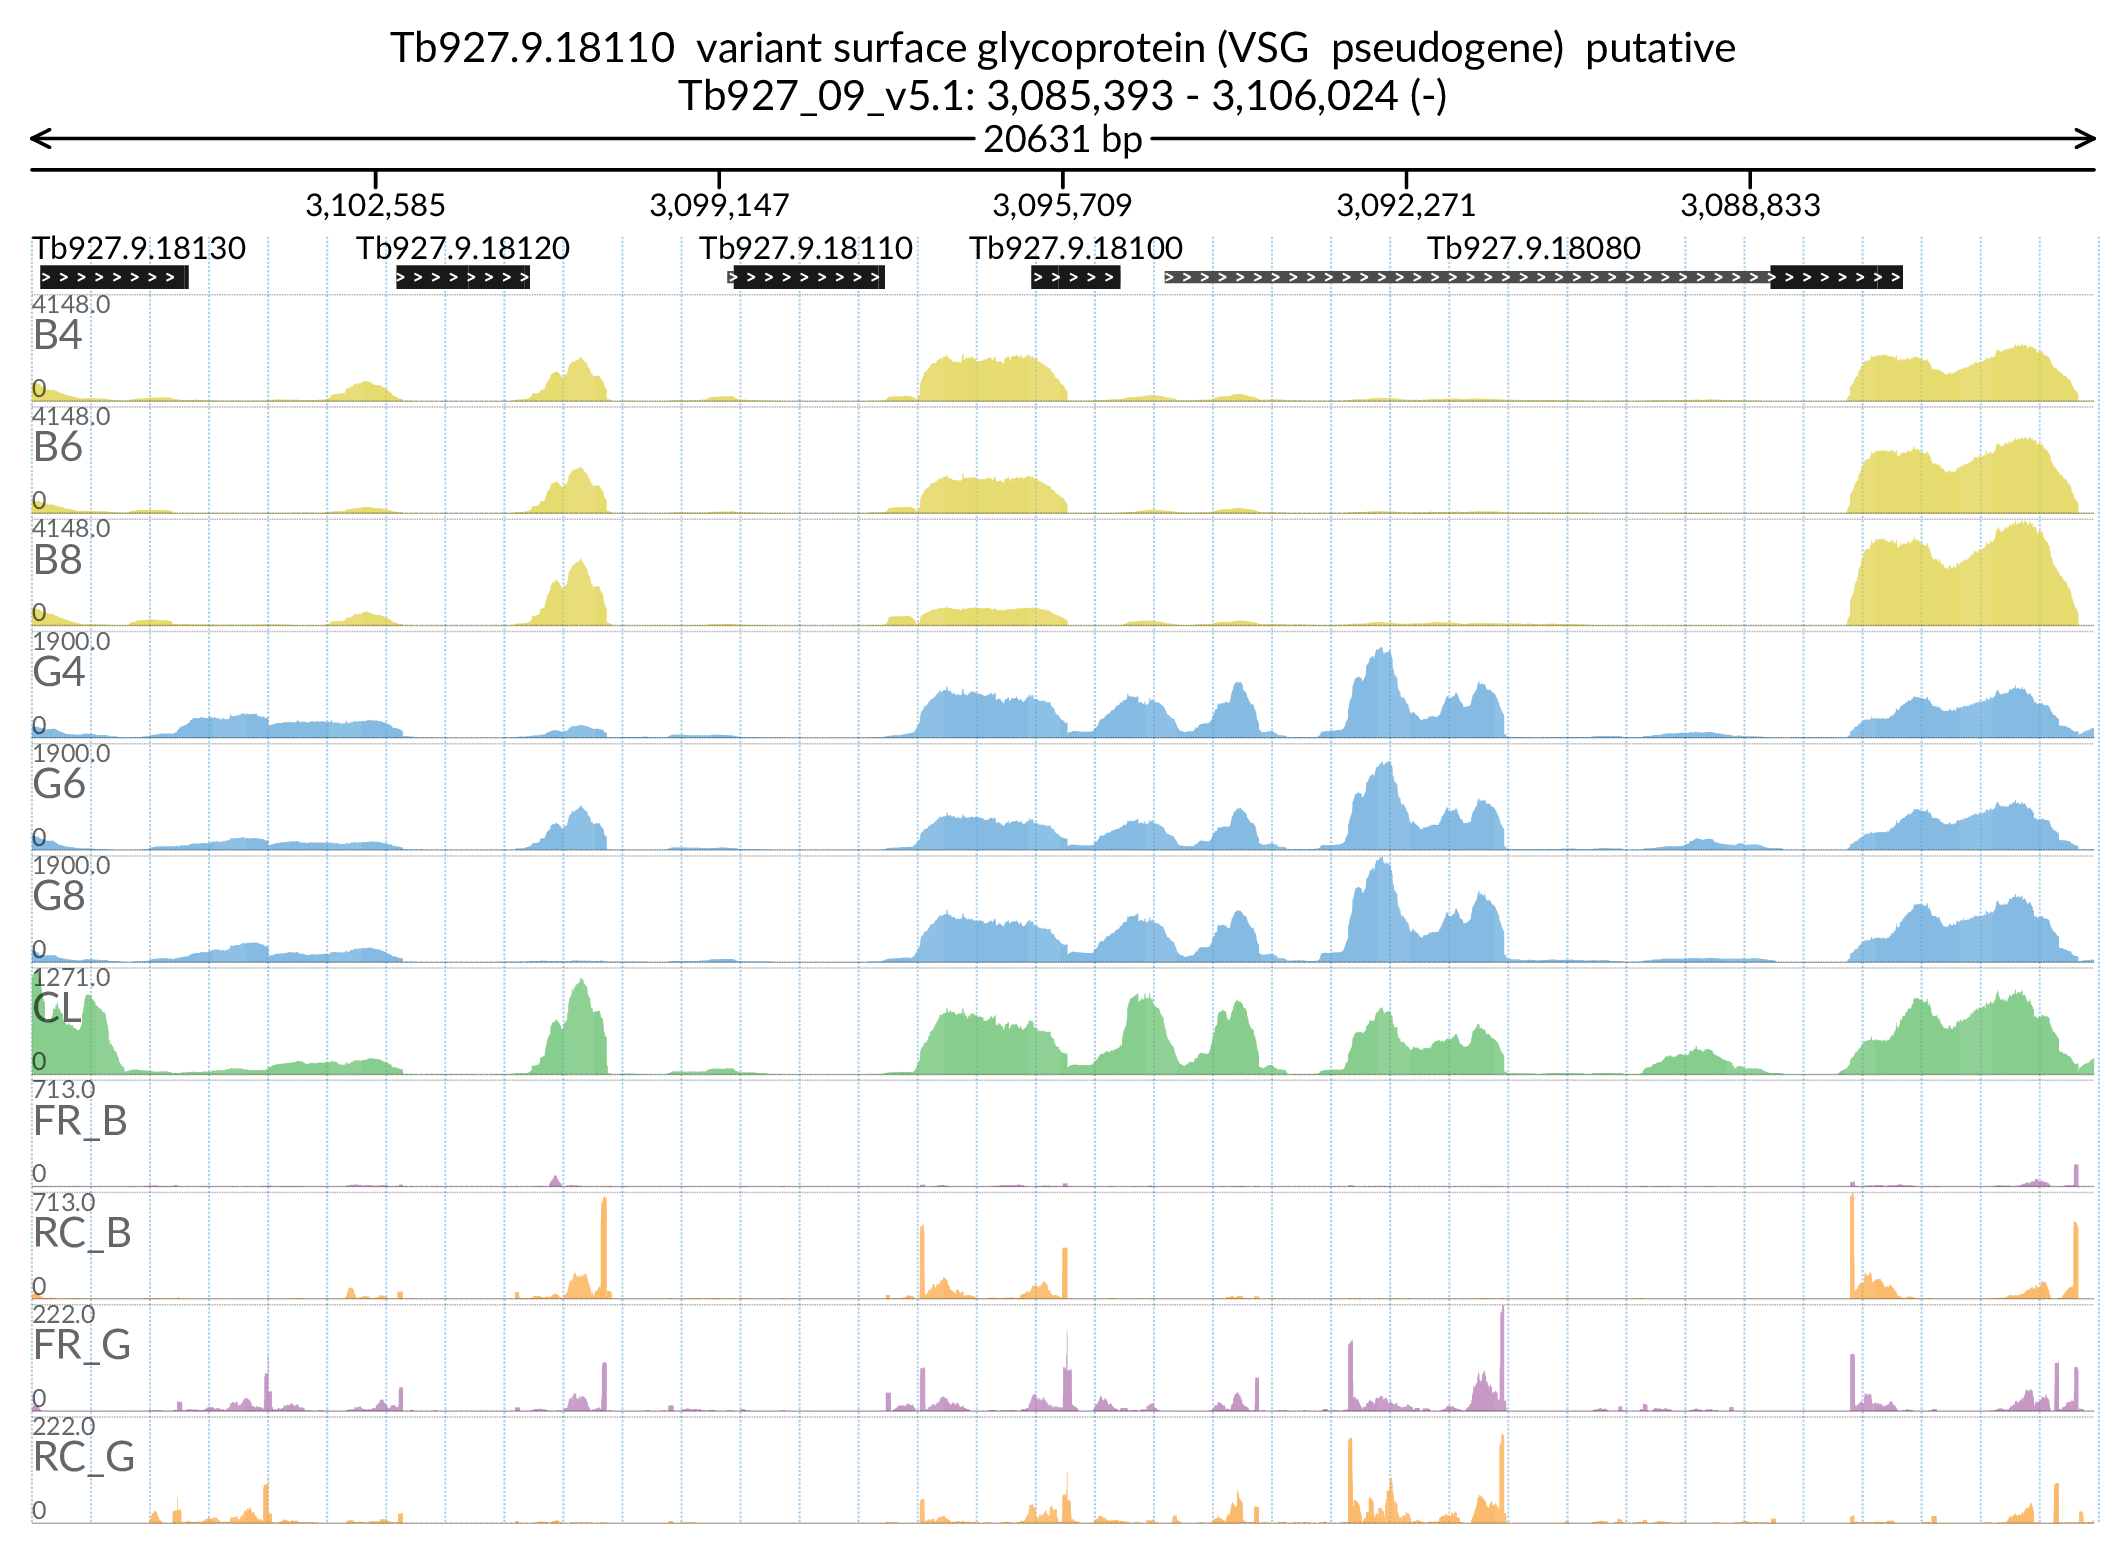 Tb927.9.18110 variant surface glycoprotein (VSG pseudogene) putative
Tb927_09_v5.1: 3,085,393 - 3,106,024 (-)
20631 bp
3,102,585 3,099,147 3,095,709 3,092,271 3,088,833
Tb927.9.18130 Tb927.9.18120 Tb927.9.18110 Tb927.9.18100 Tb927.9.18080
4148.0
B4
0
4148.0
B6
0
4148.0
B8
0
1900.0
G4
0
1900.0
G6
0
1900.0
G8
0
1271.0
CL
0
713.0
FR_B
0
713.0
RC_B
0
222.0
FR_G
0
222.0
RC_G
0